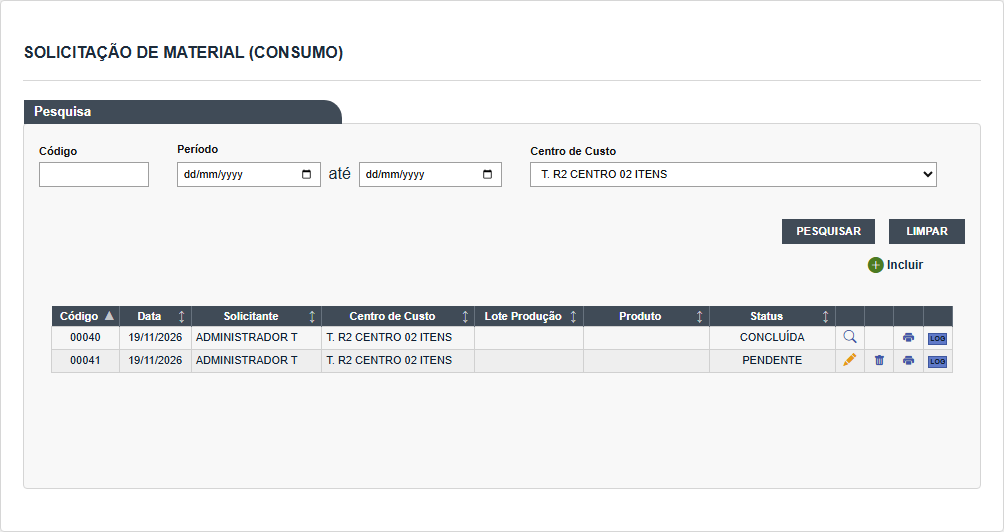 SOLICITAÇÃO DE MATERIAL (CONSUMO)
Pesquisa
Código Período Centro de Custo
dd/mm/yyyy até dd/mm/yyyy T. R2 CENTRO 02 ITENS
PESQUISAR LIMPAR
Incluir
Código Data Solicitante Centro de Custo Lote Produção Produto Status
00040 19/11/2026 ADMINISTRADOR T T. R2 CENTRO 02 ITENS CONCLUÍDA LOG
00041 19/11/2026 ADMINISTRADOR T T. R2 CENTRO 02 ITENS PENDENTE LOG